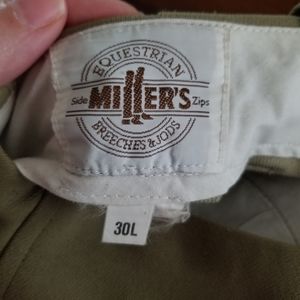 EQUESTRIAN
Side MILLER'S Zips
BREECHES & JODS
30L